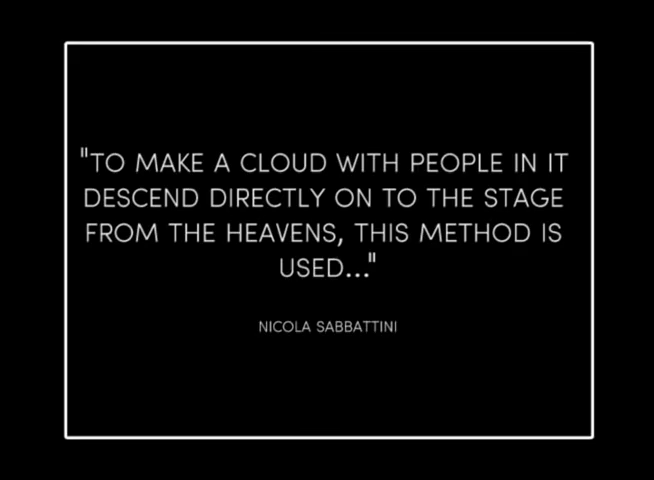 "TO MAKE A CLOUD WITH PEOPLE IN IT
DESCEND DIRECTLY ON TO THE STAGE
FROM THE HEAVENS, THIS METHOD IS
USED..."
NICOLA SABBATTINI